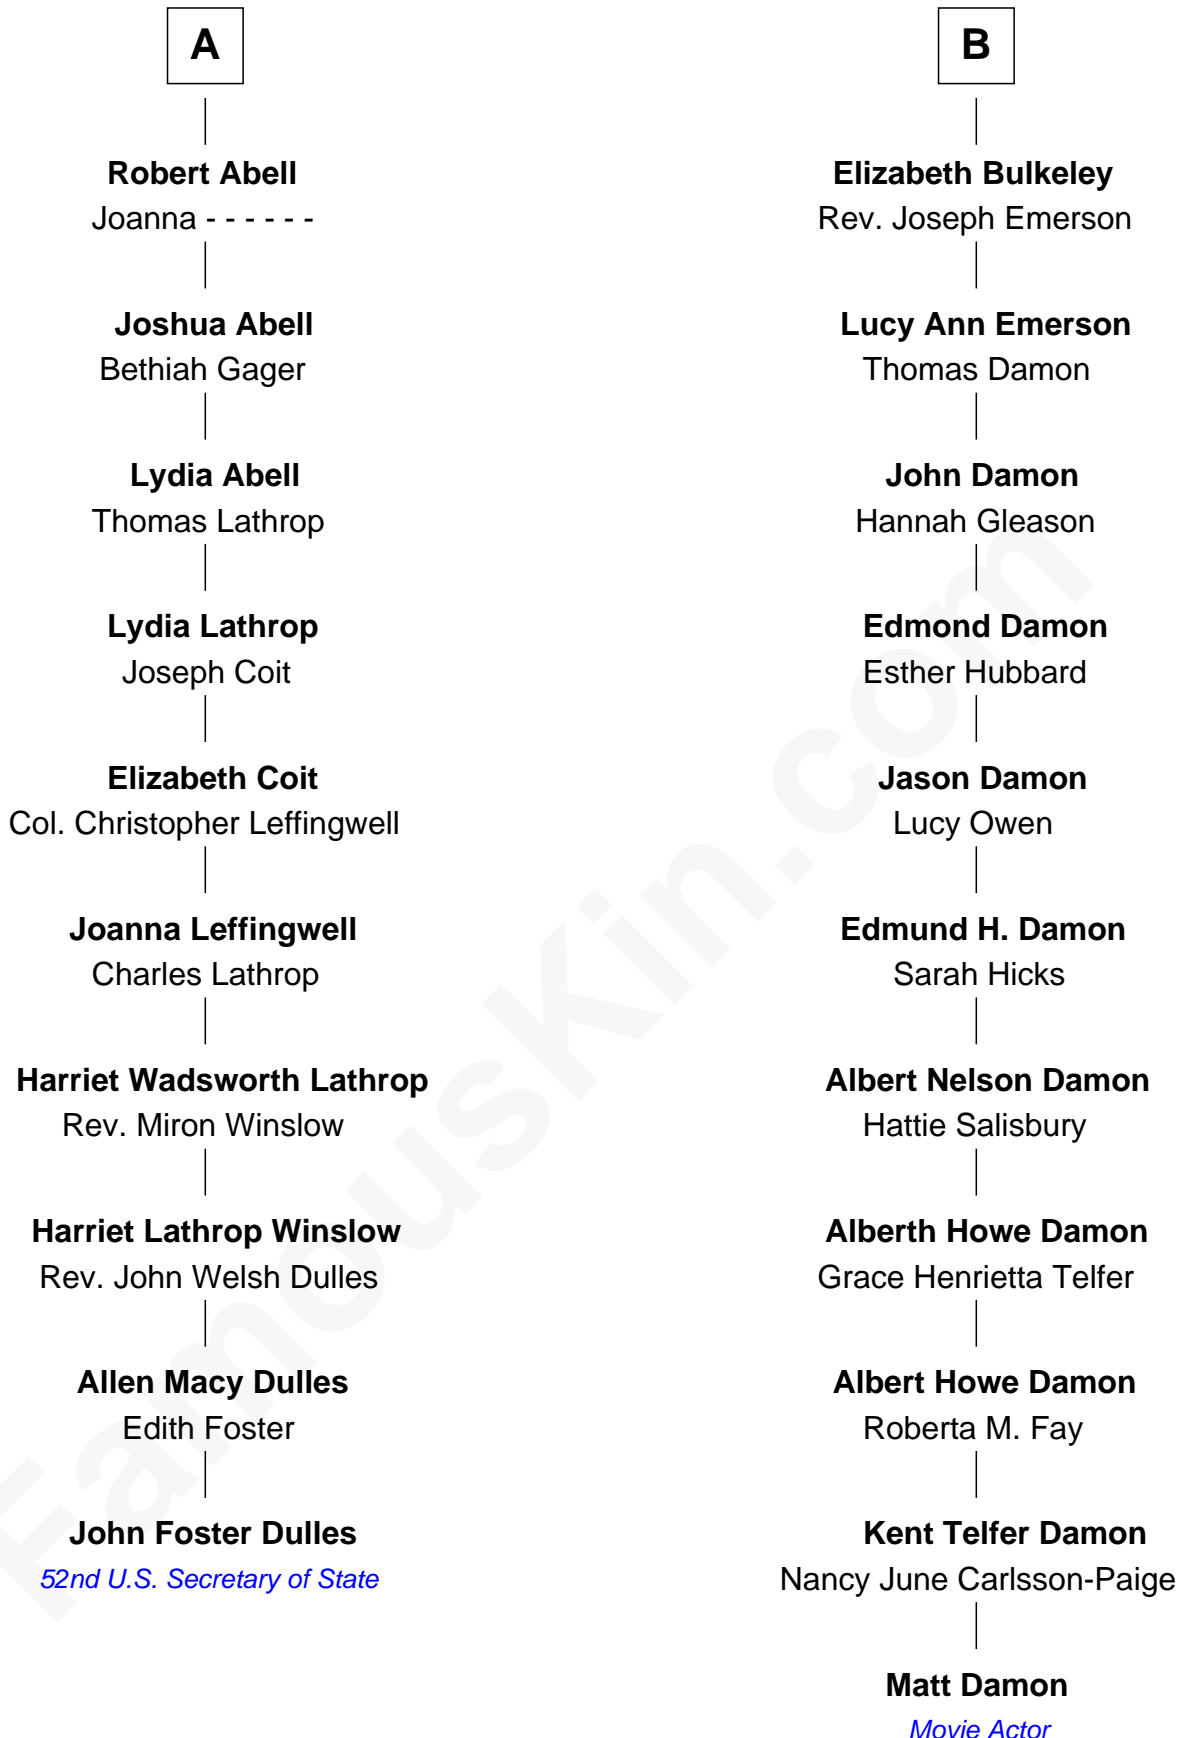 A
Robert Abell
Joanna - - - - - -
Joshua Abell
Bethiah Gager
Lydia Abell
Thomas Lathrop
Lydia Lathrop
Joseph Coit
Elizabeth Coit
Col. Christopher Leffingwell
Joanna Leffingwell
Charles Lathrop
Harriet Wadsworth Lathrop
Rev. Miron Winslow
Harriet Lathrop Winslow
Rev. John Welsh Dulles
Allen Macy Dulles
Edith Foster
John Foster Dulles
52nd U.S. Secretary of State
B
Elizabeth Bulkeley
Rev. Joseph Emerson
Lucy Ann Emerson
Thomas Damon
John Damon
Hannah Gleason
Edmond Damon
Esther Hubbard
Jason Damon
Lucy Owen
Edmund H. Damon
Sarah Hicks
Albert Nelson Damon
Hattie Salisbury
Alberth Howe Damon
Grace Henrietta Telfer
Albert Howe Damon
Roberta M. Fay
Kent Telfer Damon
Nancy June Carlsson-Paige
Matt Damon
Movie Actor
FamousKin.com